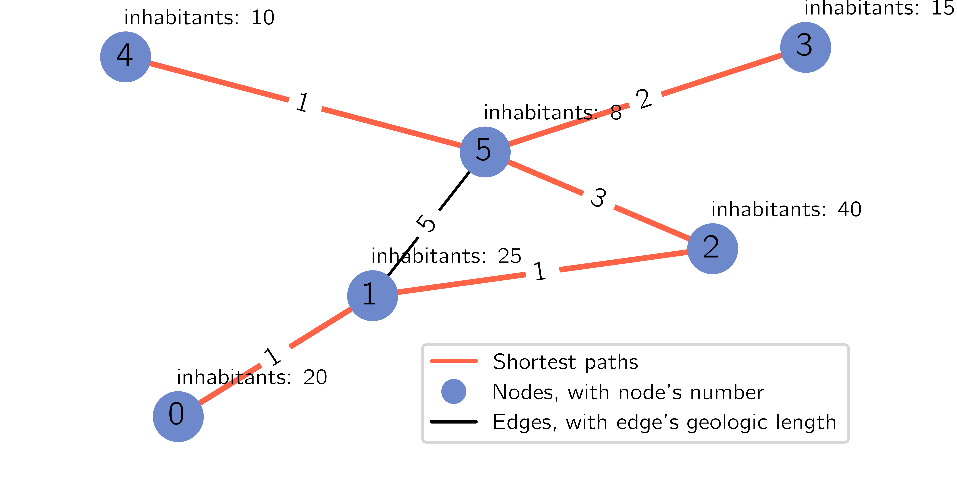 inhabitants: 10
inhabitants: 15
4
3
1
2
inhabitants: 8
5
3
inhabitants: 40
5
2
inhabitants: 25
1
1
1
inhabitants: 20
0
Shortest paths
Nodes, with node's number
Edges, with edge's geologic length